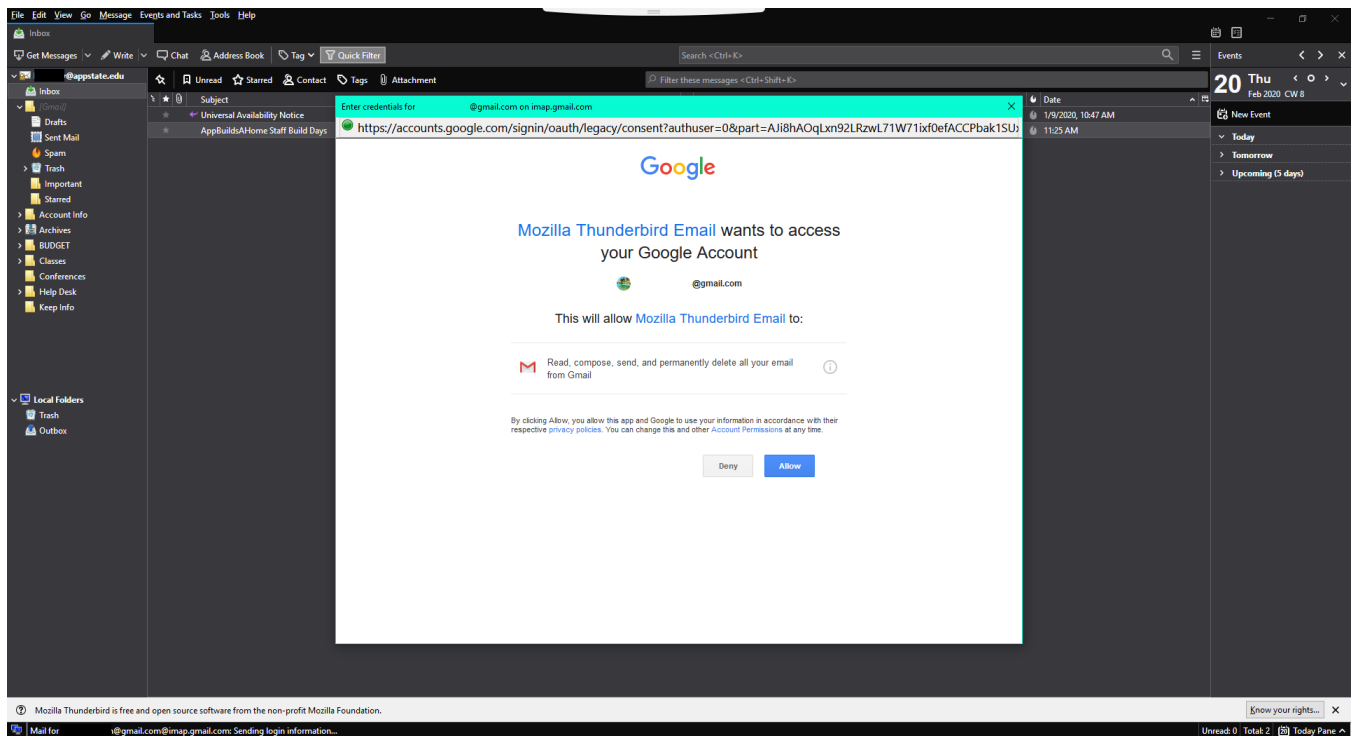 File Edit View Go Message Events and Tasks Tools Help
Inbox
Get Messages Write Chat Address Book Tag Quick Filter Search <Ctrl+K> Events
@appstate.edu Unread Starred Contact Tags Attachment Filter these messages <Ctrl+Shift+K> 20 Thu
Feb 2020 CW 8
Inbox
[Gmail] Subject Date
Enter credentials for @gmail.com on imap.gmail.com
Universal Availability Notice 1/9/2020, 10:47 AM New Event
Drafts
AppBuildsAHome Staff Build Days https://accounts.google.com/signin/oauth/legacy/consent?authuser=0&part=AJi8hAOqLxn92LRzwL71W71ixf0efACCPbak1SU 11:25 AM
Sent Mail Today
Spam Tomorrow
Trash Google Upcoming (5 days)
Important
Starred
Account Info
Archives Mozilla Thunderbird Email wants to access
BUDGET your Google Account
Classes
Conferences @gmail.com
Help Desk
Keep Info
This will allow Mozilla Thunderbird Email to:
Read, compose, send, and permanently delete all your email
from Gmail
Local Folders
Trash
Outbox
By clicking Allow, you allow this app and Google to use your information in accordance with their
respective privacy policies. You can change this and other Account Permissions at any time.
Deny Allow
Mozilla Thunderbird is free and open source software from the non-profit Mozilla Foundation. Know your rights...
Mail for @gmail.com@imap.gmail.com: Sending login information... Unread: 0 Total: 2 20 Today Pane